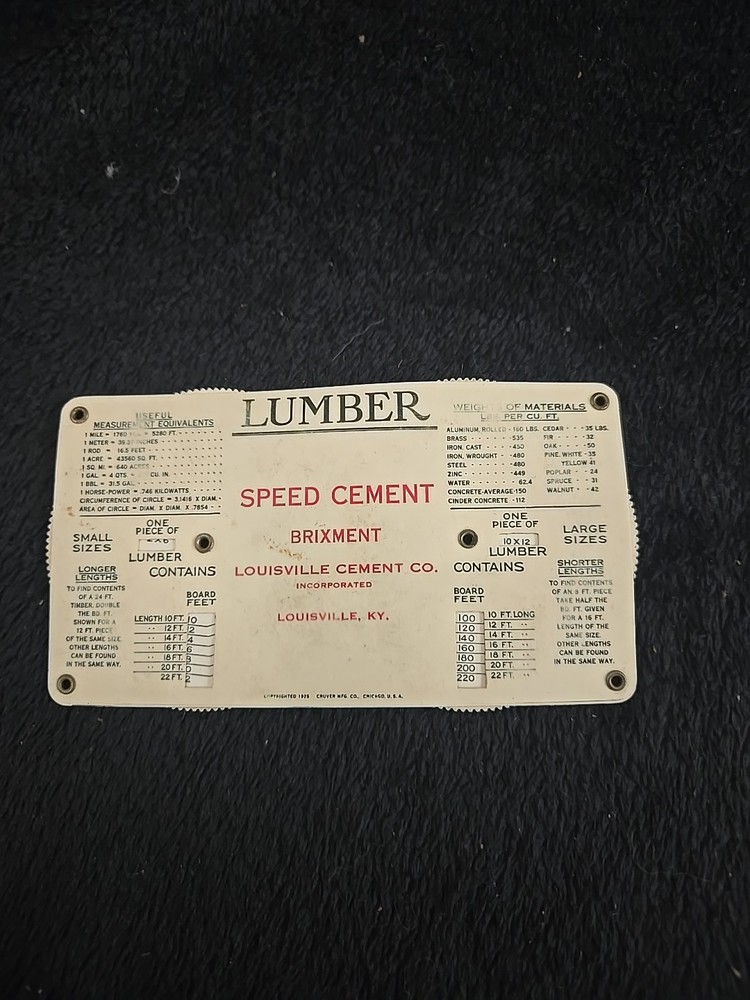 LUMBER
USEFUL
MEASUREMENT EQUIVALENTS
1 MILE = 1760 = 5280 FT.
1 METER = 39.37 INCHES
1 ROD = 16.5 FEET
1 ACRE = 43560 SQ. FT.
1 SQ. MI. = 640 ACRES
1 GAL. = 4 QTS. = CU. IN.
1 BBL = 31.5 GAL.
1 HORSE-POWER = .746 KILOWATTS
CIRCUMFERENCE OF CIRCLE = 3.1416 X DIAM.
AREA OF CIRCLE = DIAM. X DIAM. X .7854
WEIGHTS OF MATERIALS
LBS. PER CU. FT.
ALUMINUM, ROLLED - 160 LBS. CEDAR - - 35 LBS.
BRASS - - - 535 FIR - - - 32
IRON CAST - - 450 OAK - - - 50
IRON, WROUGHT - 480 PINE, WHITE - 35
STEEL - - - 480 YELLOW 41
ZINC - - - 449 POPLAR - - 24
WATER - - - 62.4 SPRUCE - - 31
CONCRETE-AVERAGE-150 WALNUT - - 42
CINDER CONCRETE - 112
SPEED CEMENT
BRIXMENT
LOUISVILLE CEMENT CO.
INCORPORATED
LOUISVILLE, KY.
SMALL
SIZES
ONE
PIECE OF
LUMBER
CONTAINS
LONGER
LENGTHS
TO FIND CONTENTS
OF A 24 FT.
TIMBER, DOUBLE
THE BD. FT.
SHOWN FOR A
12 FT. PIECE
OF THE SAME SIZE.
OTHER LENGTHS
CAN BE FOUND
IN THE SAME WAY.
BOARD
FEET
LENGTH 10 FT. 0
" 12 FT. 2
" 14 FT. 4
" 16 FT. 6
" 18 FT. 8
" 20 FT. 0
" 22 FT. 2
ONE
PIECE OF
10 X 12
LUMBER
CONTAINS
LARGE
SIZES
BOARD
FEET
100 10 FT. LONG
120 12 FT. "
140 14 FT. "
160 16 FT. "
180 18 FT. "
200 20 FT. "
220 22 FT. "
SHORTER
LENGTHS
TO FIND CONTENTS
OF AN 8 FT. PIECE
TAKE HALF THE
BD. FT. GIVEN
FOR A 16 FT.
LENGTH OF THE
SAME SIZE.
OTHER LENGTHS
CAN BE FOUND
IN THE SAME WAY.
COPYRIGHTED 1925 CRUVER MFG. CO., CHICAGO, U.S.A.